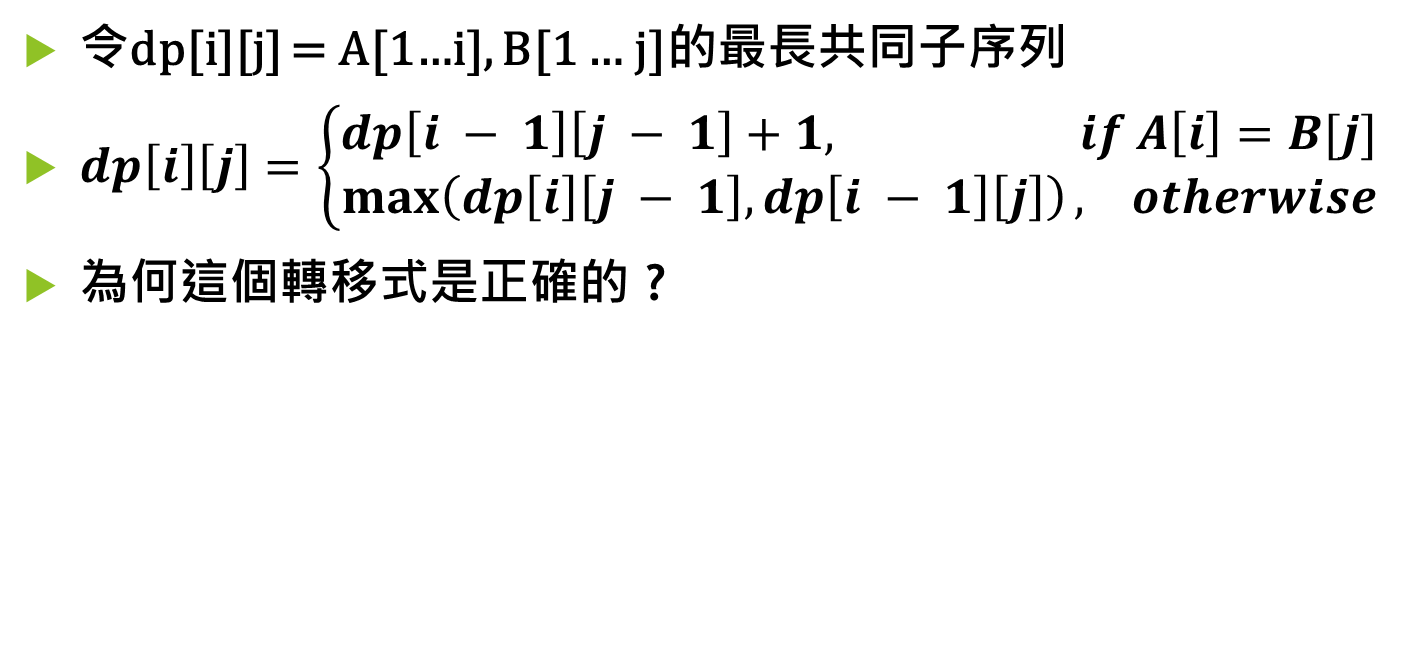 令dp[i][j] = A[1…i], B[1 … j]的最長共同子序列
dp[i][j] = { dp[i − 1][j − 1] + 1, if A[i] = B[j]
max(dp[i][j − 1], dp[i − 1][j]), otherwise
為何這個轉移式是正確的?